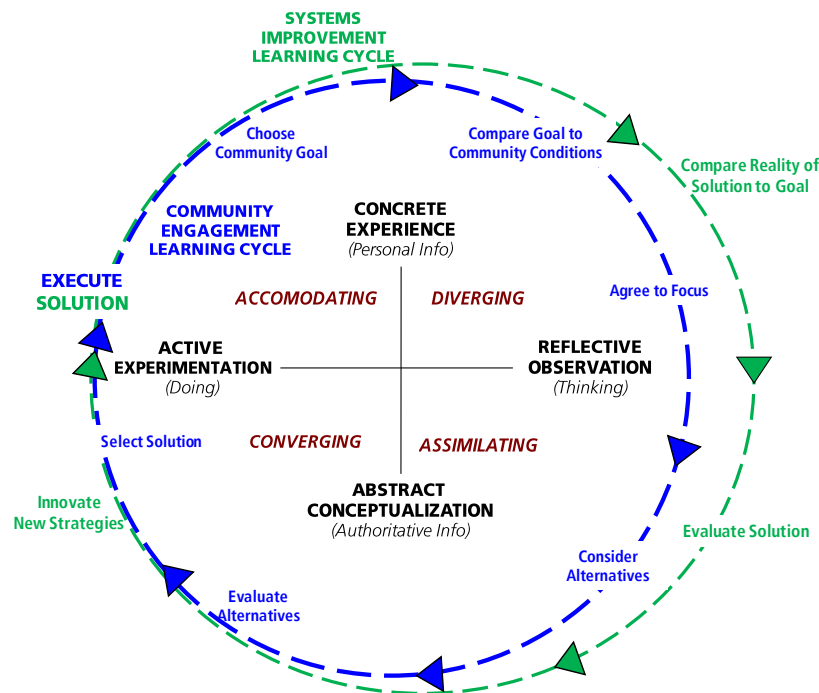 SYSTEMS
IMPROVEMENT
LEARNING CYCLE
Choose
Community Goal
Compare Goal to
Community Conditions
Compare Reality of
Solution to Goal
COMMUNITY
ENGAGEMENT
LEARNING CYCLE
CONCRETE
EXPERIENCE
(Personal Info)
EXECUTE
SOLUTION
ACCOMODATING
DIVERGING
Agree to Focus
ACTIVE
EXPERIMENTATION
(Doing)
REFLECTIVE
OBSERVATION
(Thinking)
Select Solution
CONVERGING
ASSIMILATING
ABSTRACT
CONCEPTUALIZATION
(Authoritative Info)
Innovate
New Strategies
Evaluate Solution
Consider
Alternatives
Evaluate
Alternatives